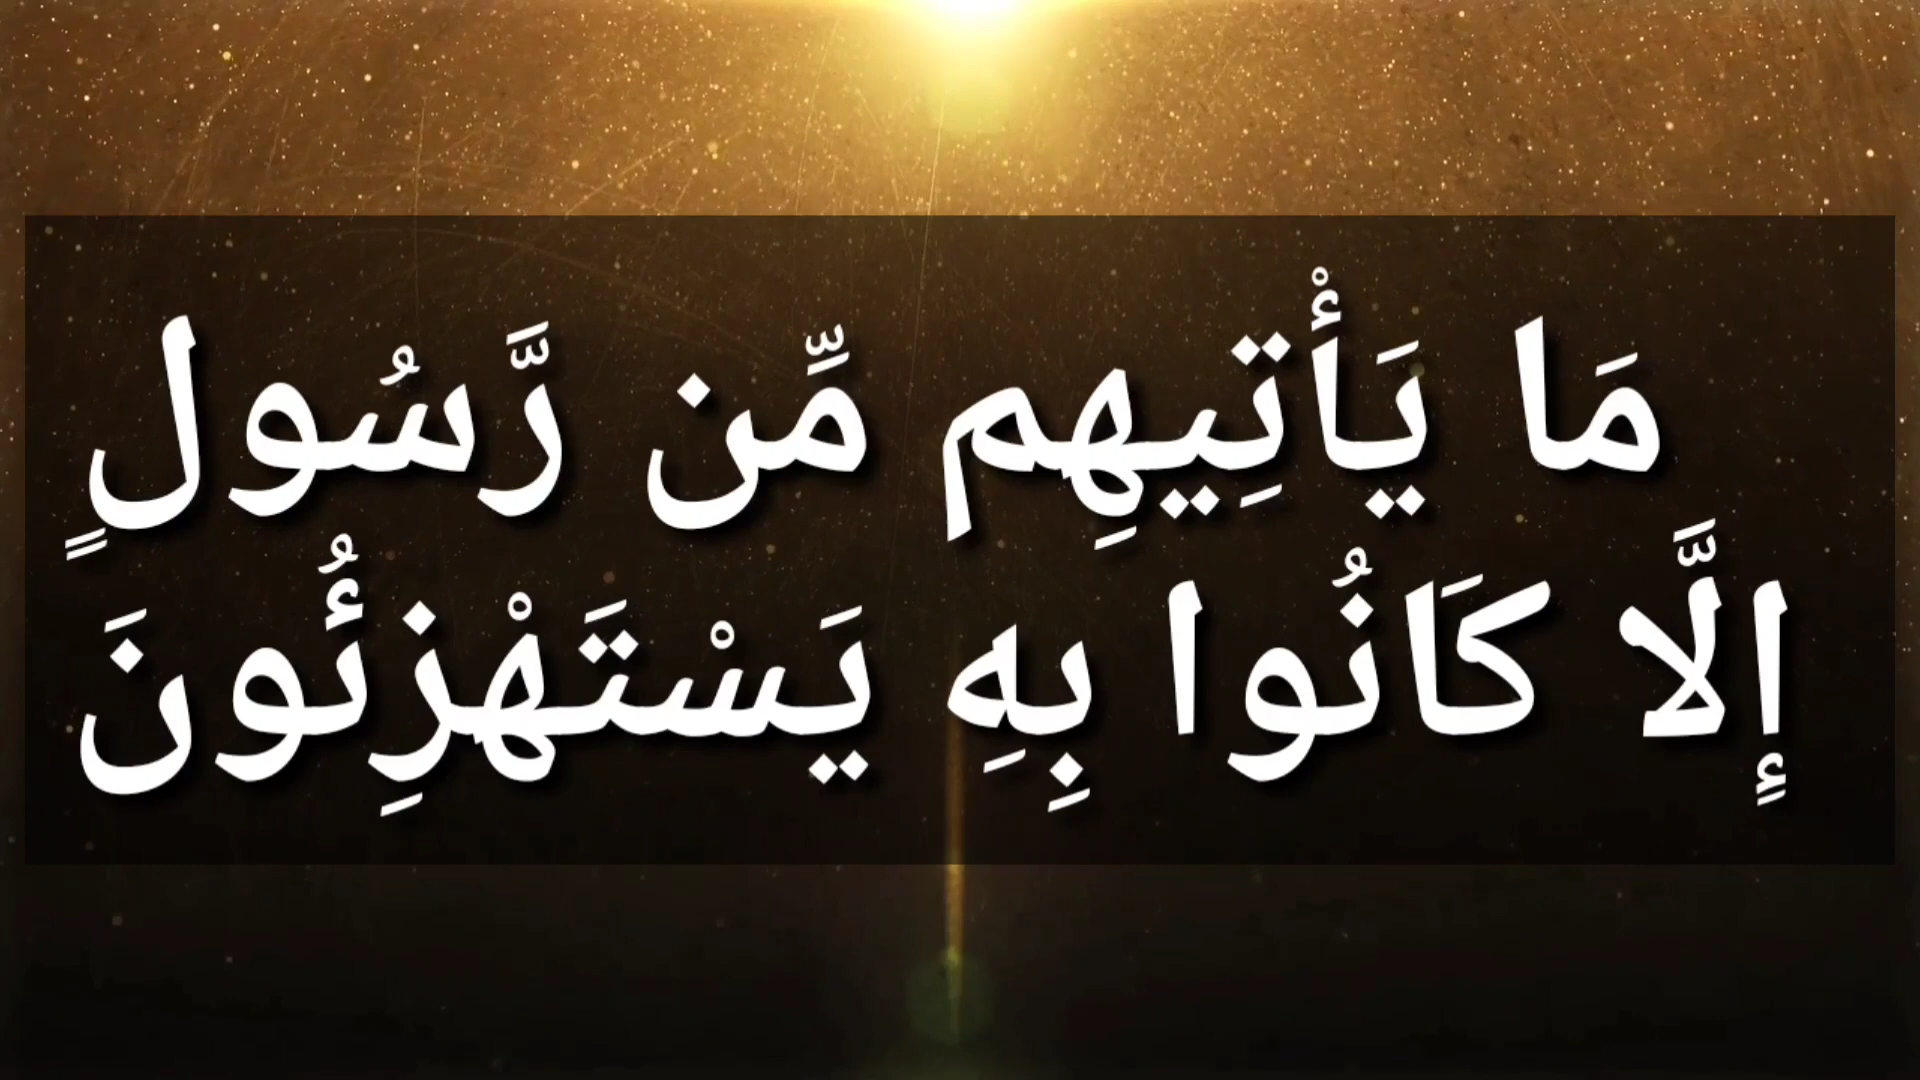 مَا يَأْتِيهِم مِّن رَّسُولٍ
إِلَّا كَانُوا بِهِ يَسْتَهْزِئُونَ